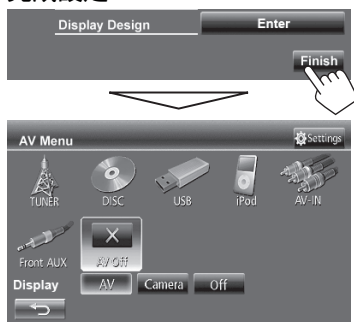 Display Design Enter
Finish
AV Menu Settings
TUNER DISC USB iPod AV-IN
Front AUX AV Off
Display AV Camera Off